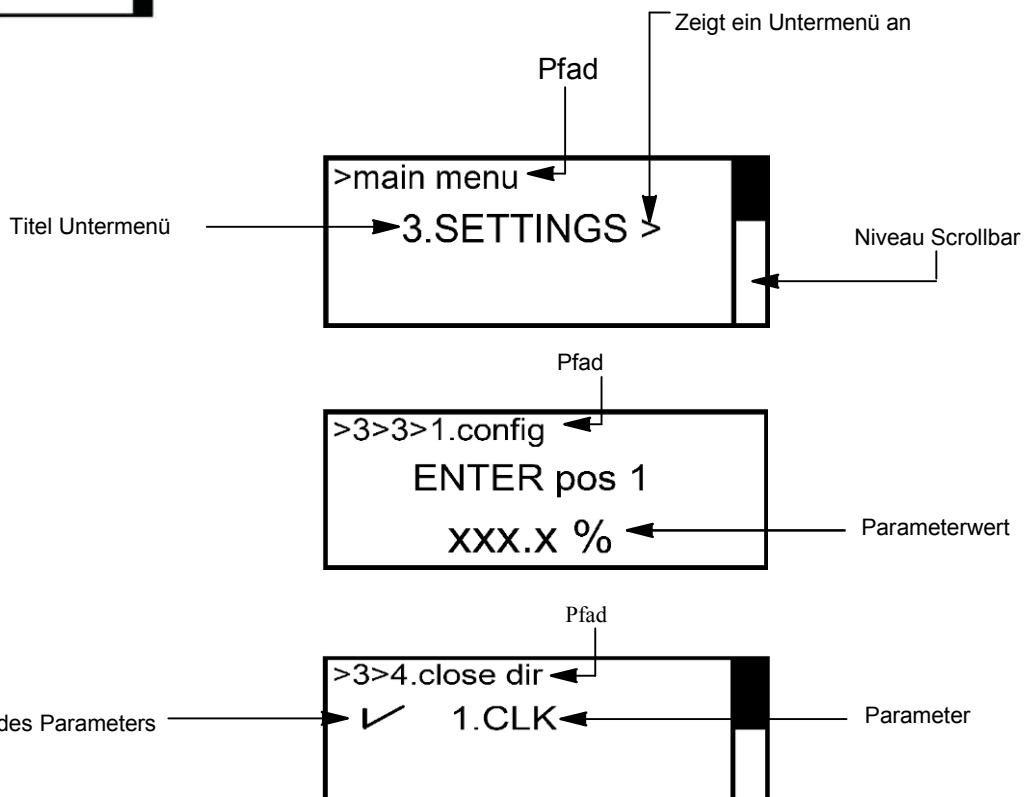 Zeigt ein Untermenü an
Pfad
>main menu
Titel Untermenü
3.SETTINGS >
Niveau Scrollbar
Pfad
>3>3>1.config
ENTER pos 1
xxx.x %
Parameterwert
Pfad
>3>4.close dir
des Parameters
1.CLK
Parameter